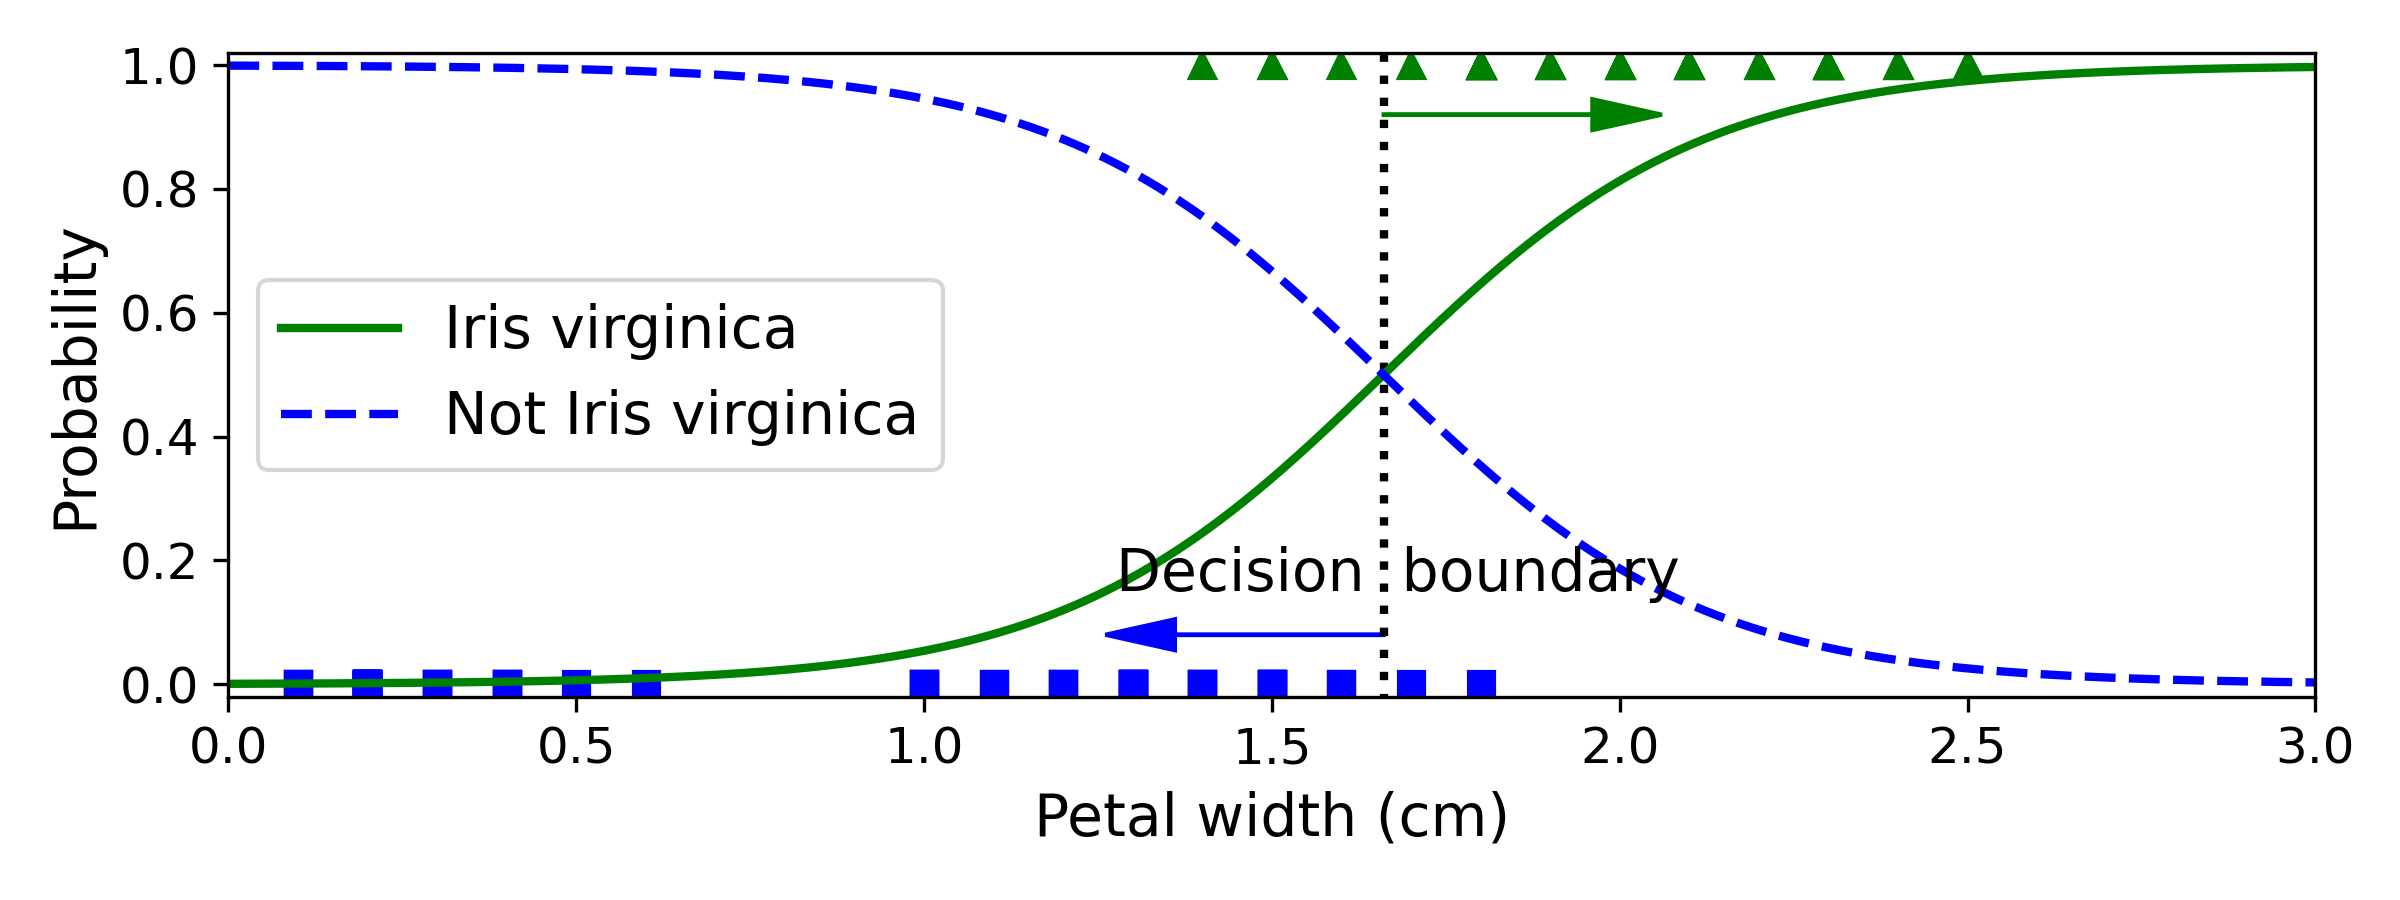 1.0
0.8
0.6
0.4
0.2
0.0
Probability
Iris virginica
Not Iris virginica
Decision boundary
0.0 0.5 1.0 1.5 2.0 2.5 3.0
Petal width (cm)